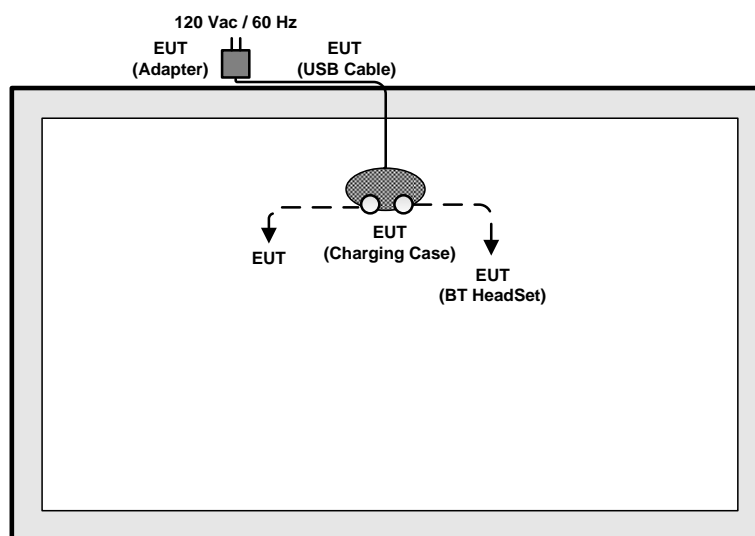 120 Vac / 60 Hz
EUT
(Adapter)
EUT
(USB Cable)
EUT
(Charging Case)
EUT
EUT
(BT HeadSet)